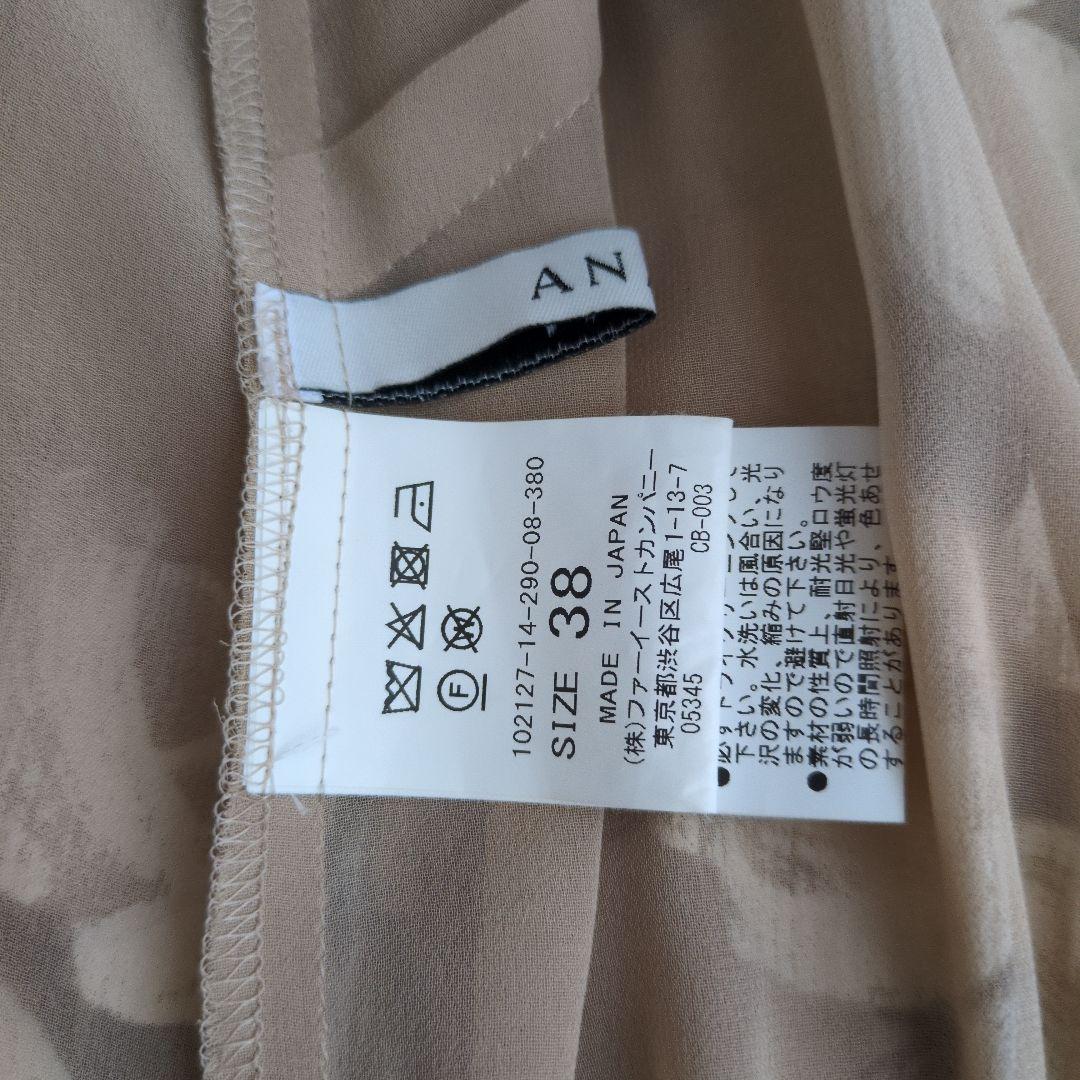 AN
102127-14-290-08-380
SIZE 38
MADE IN JAPAN
(株)ファーイーストカンパニー
東京都渋谷区広尾1-13-7
05345 CB-003
下さい。水洗いは風合い、光
沢の変化、縮みの原因になり
ますので避けて下さい。
●素材の性質上、耐光堅ロウ度
が弱いので直射日光や蛍光灯
の長時間照射により、色あせ
することがあります。